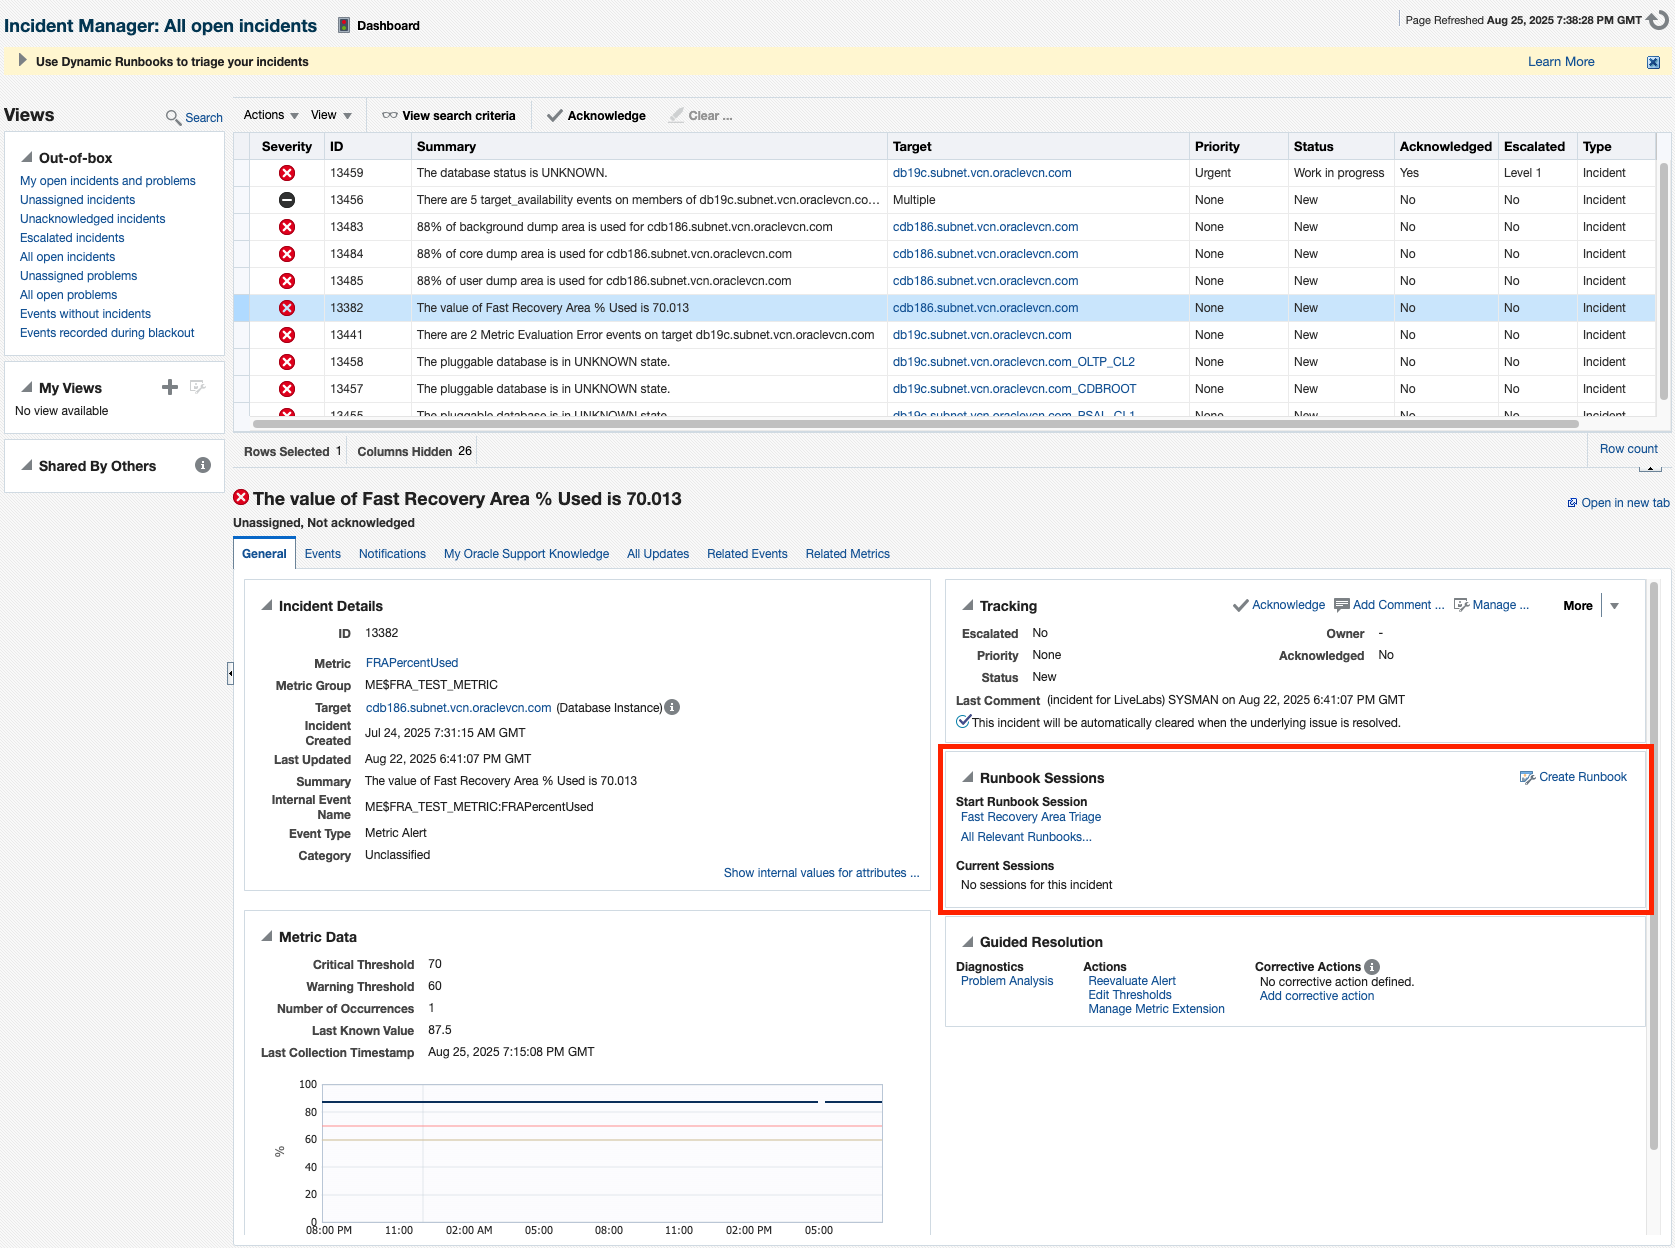 Incident Manager: All open incidents
Dashboard
Page Refreshed Aug 25, 2025 7:38:28 PM GMT
Use Dynamic Runbooks to triage your incidents
Learn More
Views
Search
Out-of-box
My open incidents and problems
Unassigned incidents
Unacknowledged incidents
Escalated incidents
All open incidents
Unassigned problems
All open problems
Events without incidents
Events recorded during blackout
My Views
No view available
Shared By Others
Actions View View search criteria Acknowledge Clear ...
Severity ID Summary Target Priority Status Acknowledged Escalated Type
13459 The database status is UNKNOWN. db19c.subnet.vcn.oraclevcn.com Urgent Work in progress Yes Level 1 Incident
13456 There are 5 target_availability events on members of db19c.subnet.vcn.oraclevcn.co... Multiple None New No No Incident
13483 88% of background dump area is used for cdb186.subnet.vcn.oraclevcn.com cdb186.subnet.vcn.oraclevcn.com None New No No Incident
13484 88% of core dump area is used for cdb186.subnet.vcn.oraclevcn.com cdb186.subnet.vcn.oraclevcn.com None New No No Incident
13485 88% of user dump area is used for cdb186.subnet.vcn.oraclevcn.com cdb186.subnet.vcn.oraclevcn.com None New No No Incident
13382 The value of Fast Recovery Area % Used is 70.013 cdb186.subnet.vcn.oraclevcn.com None New No No Incident
13441 There are 2 Metric Evaluation Error events on target db19c.subnet.vcn.oraclevcn.com db19c.subnet.vcn.oraclevcn.com None New No No Incident
13458 The pluggable database is in UNKNOWN state. db19c.subnet.vcn.oraclevcn.com_OLTP_CL2 None New No No Incident
13457 The pluggable database is in UNKNOWN state. db19c.subnet.vcn.oraclevcn.com_CDBROOT None New No No Incident
13455 The pluggable database is in UNKNOWN state. db19c.subnet.vcn.oraclevcn.com_PSAL_CL1 None New No No Incident
Rows Selected 1 Columns Hidden 26
Row count
The value of Fast Recovery Area % Used is 70.013
Open in new tab
Unassigned, Not acknowledged
General Events Notifications My Oracle Support Knowledge All Updates Related Events Related Metrics
Incident Details
ID 13382
Metric FRAPercentUsed
Metric Group ME$FRA_TEST_METRIC
Target cdb186.subnet.vcn.oraclevcn.com (Database Instance)
Incident Created Jul 24, 2025 7:31:15 AM GMT
Last Updated Aug 22, 2025 6:41:07 PM GMT
Summary The value of Fast Recovery Area % Used is 70.013
Internal Event Name ME$FRA_TEST_METRIC:FRAPercentUsed
Event Type Metric Alert
Category Unclassified
Show internal values for attributes ...
Metric Data
Critical Threshold 70
Warning Threshold 60
Number of Occurrences 1
Last Known Value 87.5
Last Collection Timestamp Aug 25, 2025 7:15:08 PM GMT
100
80
60
%
40
20
0
08:00 PM 11:00 02:00 AM 05:00 08:00 11:00 02:00 PM 05:00
Tracking
Acknowledge Add Comment ... Manage ... More
Escalated No Owner -
Priority None Acknowledged No
Status New
Last Comment (incident for LiveLabs) SYSMAN on Aug 22, 2025 6:41:07 PM GMT
This incident will be automatically cleared when the underlying issue is resolved.
Runbook Sessions
Create Runbook
Start Runbook Session
Fast Recovery Area Triage
All Relevant Runbooks...
Current Sessions
No sessions for this incident
Guided Resolution
Diagnostics Actions Corrective Actions
Problem Analysis Reevaluate Alert No corrective action defined.
Edit Thresholds Add corrective action
Manage Metric Extension